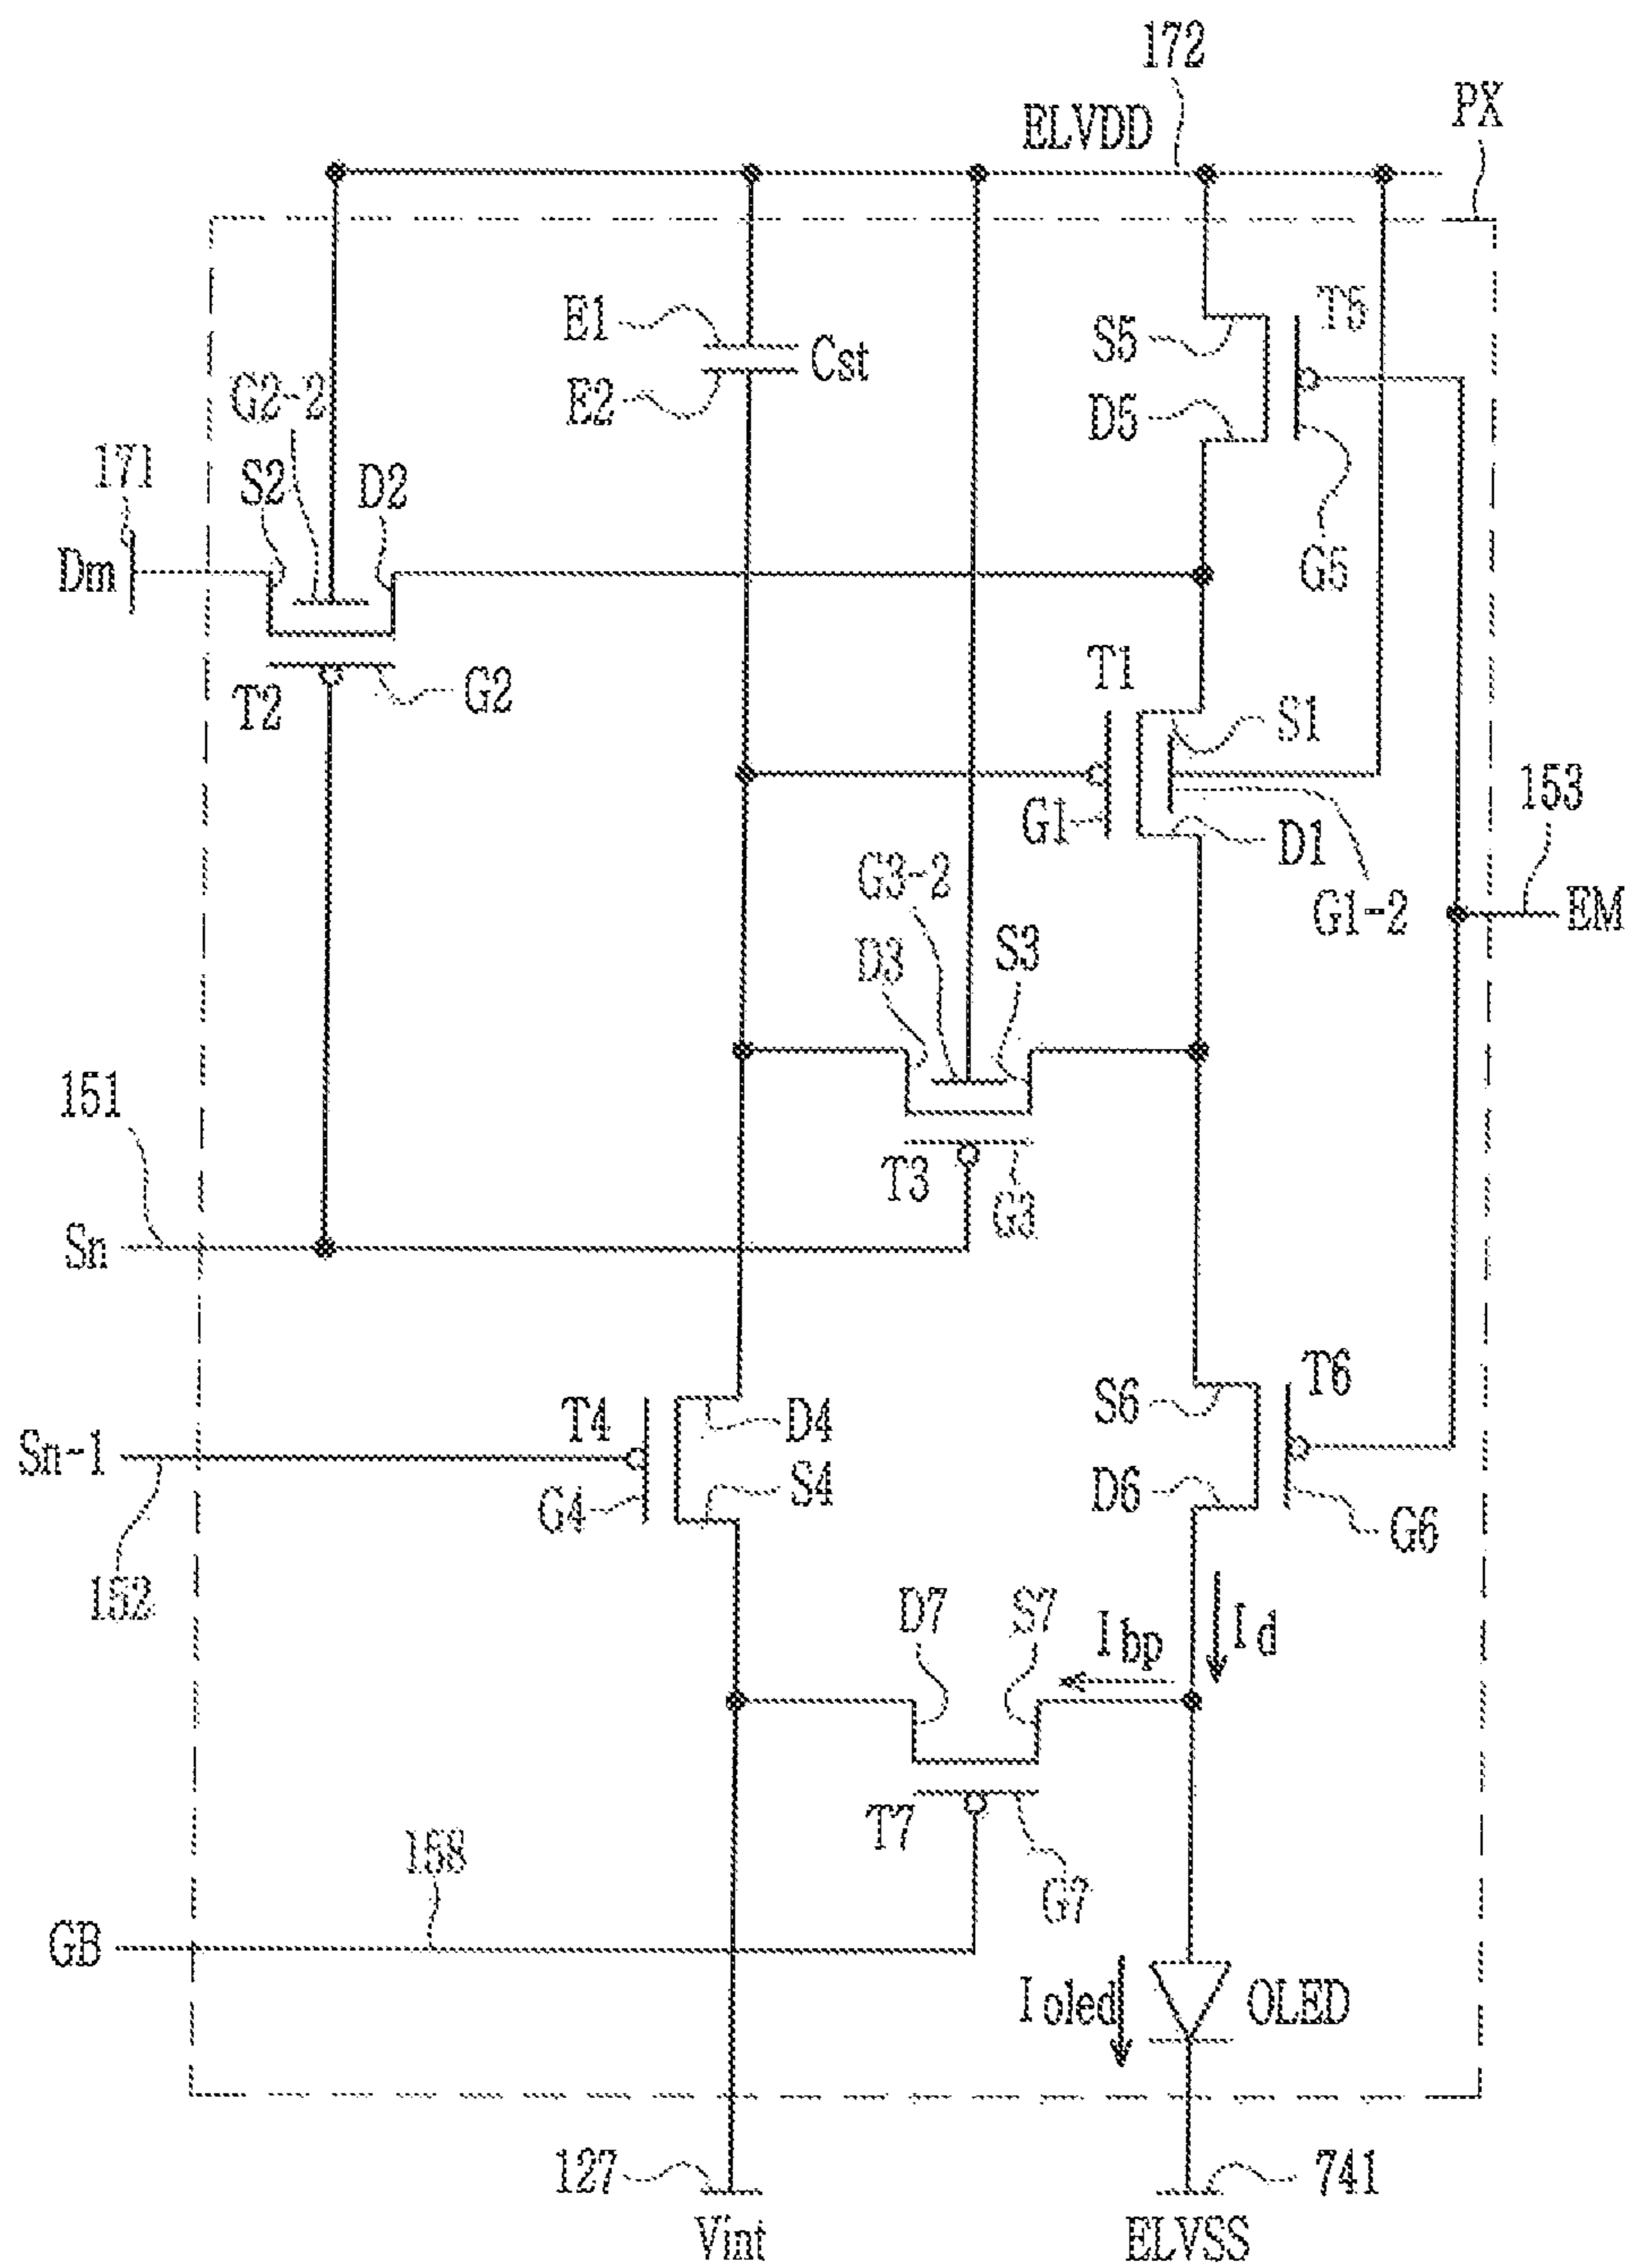 172
ELVDD
PX
E1
Cst
E2
T5
S5
D5
G5
G2-2
171
S2
D2
Dm
T2
G2
T1
S1
G1
D1
G1-2
153
EM
G3-2
D3
S3
151
T3
G3
Sn
T4
D4
Sn-1
G4
S4
152
T6
S6
D6
G6
D7
S7
Ibp
Id
T7
G7
158
GB
Ioled
OLED
127
Vint
741
ELVSS